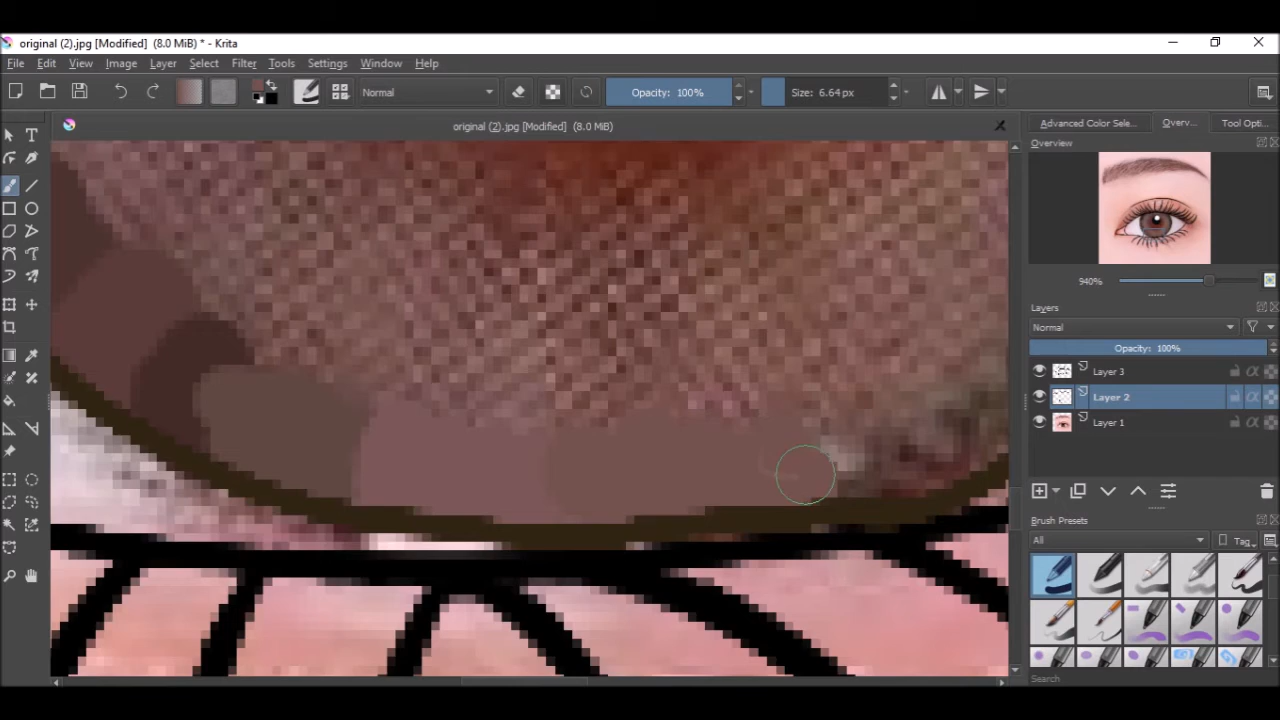 original (2).jpg [Modified] (8.0 MiB) * - Krita
File Edit View Image Layer Select Filter Tools Settings Window Help
Normal Opacity: 100% Size: 6.64 px
original (2).jpg [Modified] (8.0 MiB)
Advanced Color Sele... Overv... Tool Opti...
Overview
940%
Layers
Normal
Opacity: 100%
Layer 3
Layer 2
Layer 1
Brush Presets
All Tag
Search